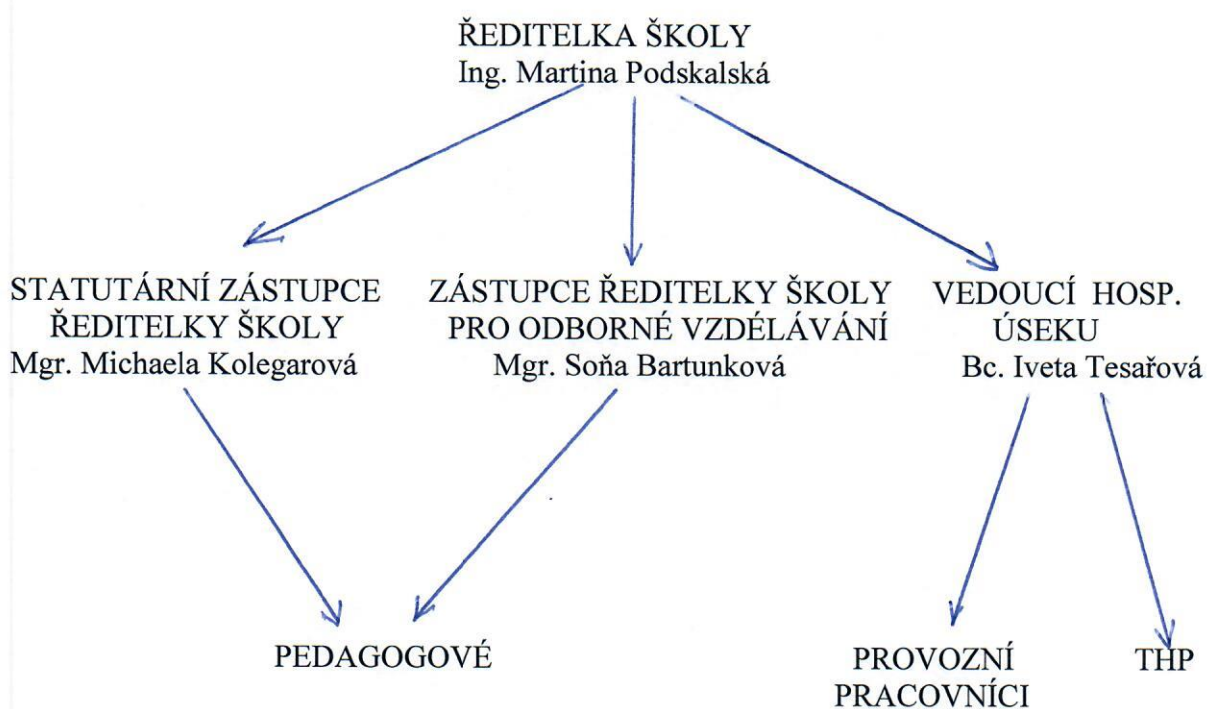 ŘEDITELKA ŠKOLY
Ing. Martina Podskalská
STATUTÁRNÍ ZÁSTUPCE
ŘEDITELKY ŠKOLY
Mgr. Michaela Kolegarová
ZÁSTUPCE ŘEDITELKY ŠKOLY
PRO ODBORNÉ VZDĚLÁVÁNÍ
Mgr. Soňa Bartunková
VEDOUCÍ HOSP.
ÚSEKU
Bc. Iveta Tesařová
PEDAGOGOVÉ
PROVOZNÍ
PRACOVNÍCI
THP